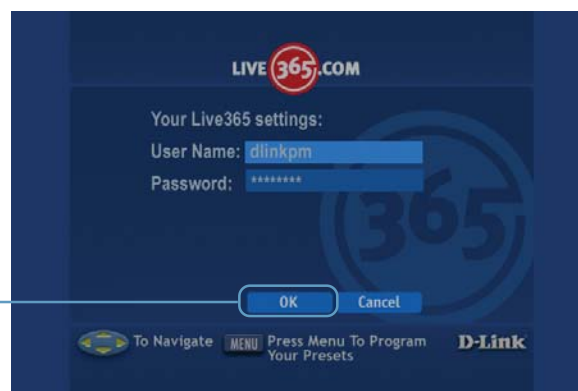 LIVE 365.COM
Your Live365 settings:
User Name: dlinkpm
Password: ********
365
OK Cancel
To Navigate MENU Press Menu To Program
Your Presets
D-Link